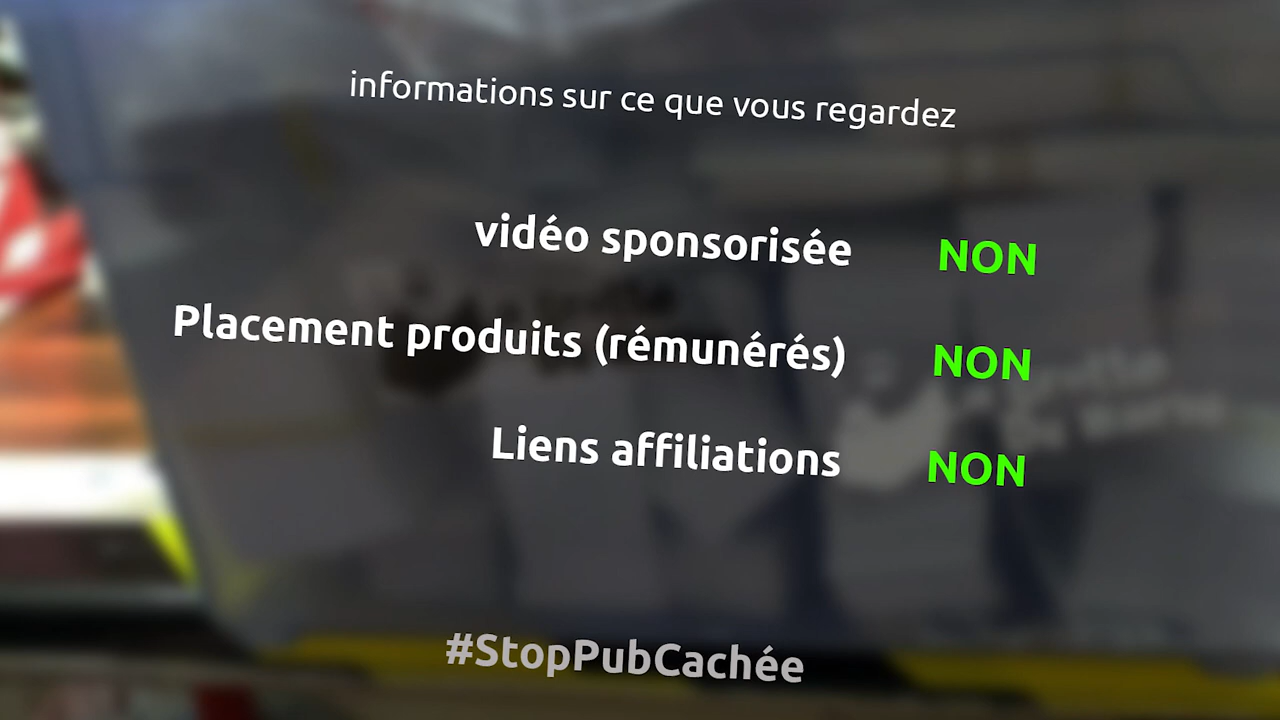 informations sur ce que vous regardez
vidéo sponsorisée NON
Placement produits (rémunérés) NON
Liens affiliations NON
#StopPubCachée